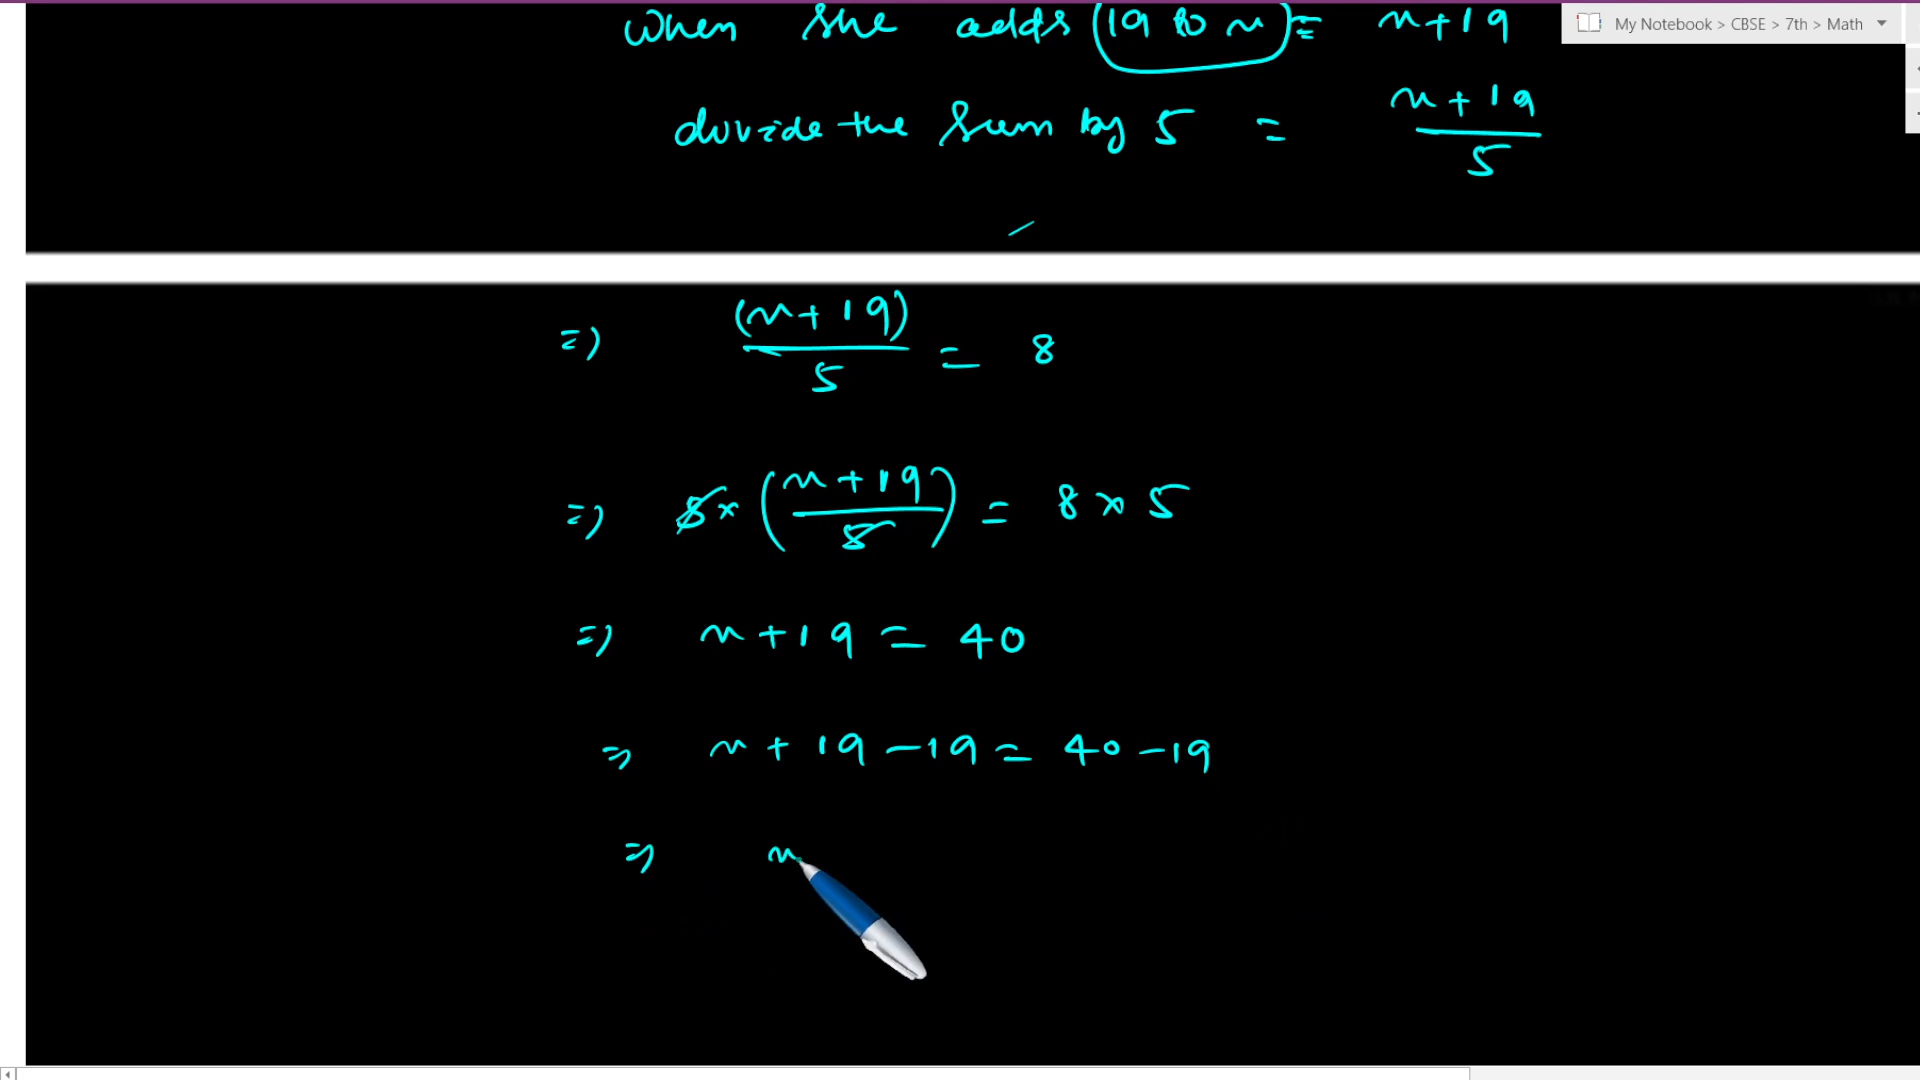 when she adds (19 to x) = x + 19
My Notebook > CBSE > 7th > Math
divide the sum by 5 = x + 19 / 5
=> (x + 19) / 5 = 8
=> 5 × (x + 19 / 5) = 8 × 5
=> x + 19 = 40
=> x + 19 - 19 = 40 - 19
=> x